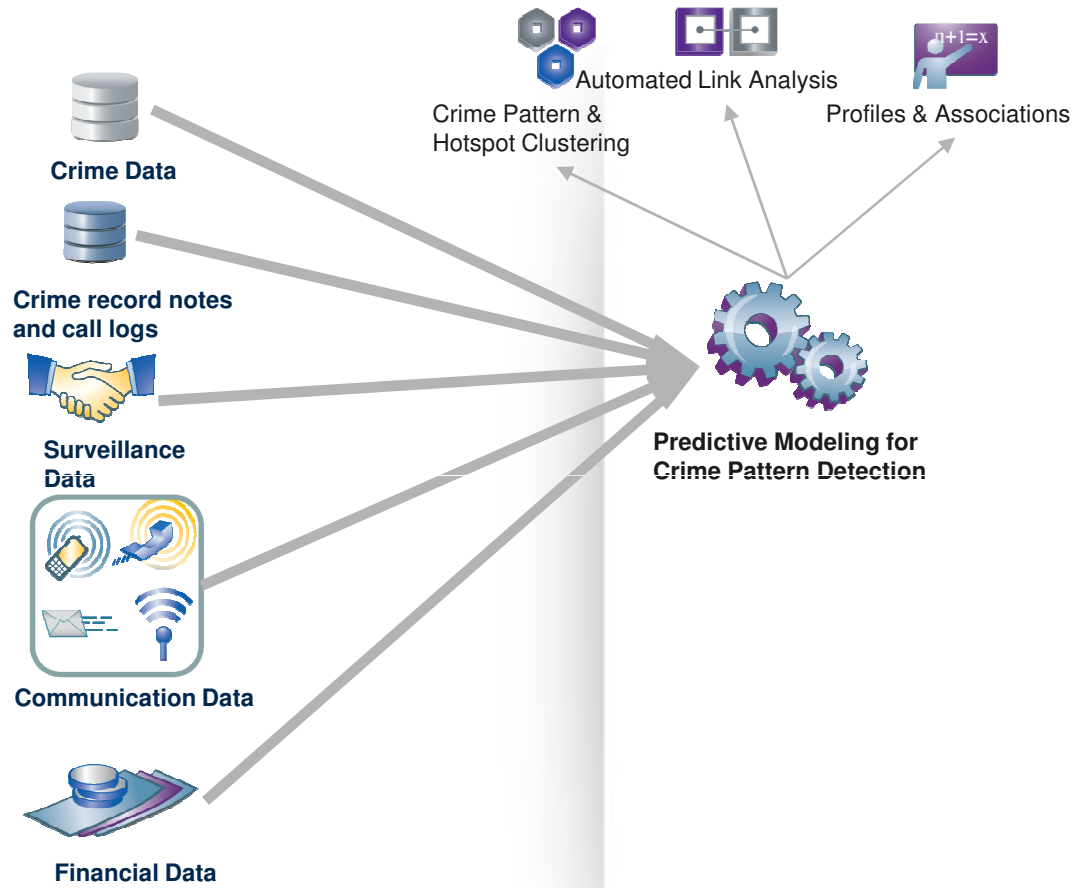 n+1=x
Automated Link Analysis
Crime Pattern &
Hotspot Clustering
Profiles & Associations
Crime Data
Crime record notes
and call logs
Surveillance
Data
Predictive Modeling for
Crime Pattern Detection
Communication Data
Financial Data